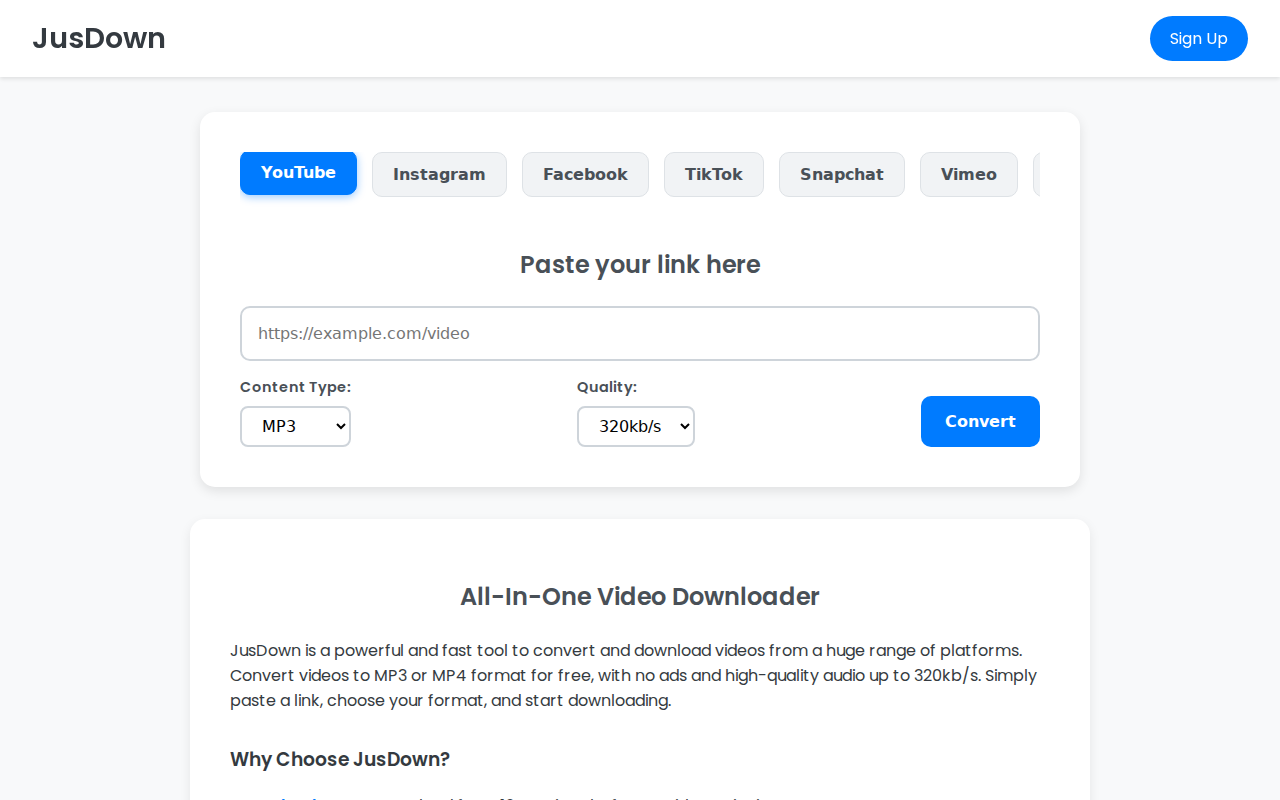 JusDown
Sign Up
YouTube
Instagram
Facebook
TikTok
Snapchat
Vimeo
Paste your link here
https://example.com/video
Content Type:
Quality:
MP3
320kb/s
Convert
All-In-One Video Downloader
JusDown is a powerful and fast tool to convert and download videos from a huge range of platforms.
Convert videos to MP3 or MP4 format for free, with no ads and high-quality audio up to 320kb/s. Simply
paste a link, choose your format, and start downloading.
Why Choose JusDown?